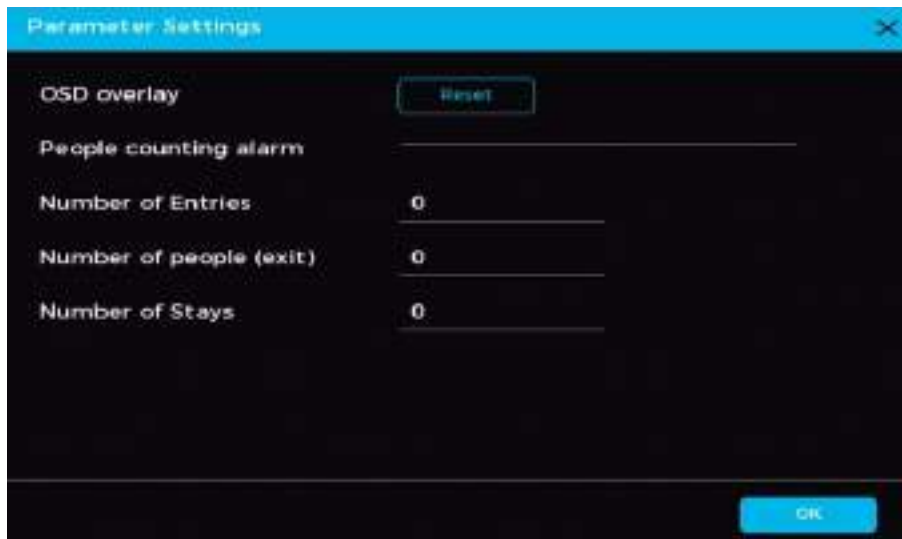 Parameter Settings
OSD overlay Reset
People counting alarm
Number of Entries 0
Number of people (exit) 0
Number of Stays 0
OK